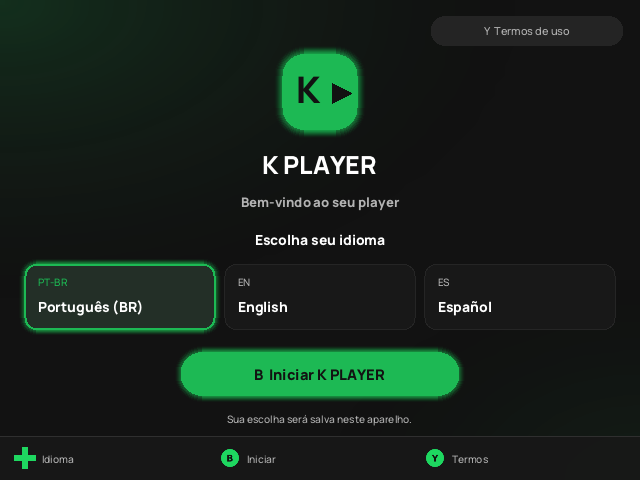 Y Termos de uso
K
K PLAYER
Bem-vindo ao seu player
Escolha seu idioma
PT-BR
Português (BR)
EN
English
ES
Español
B Iniciar K PLAYER
Sua escolha será salva neste aparelho.
Idioma
B Iniciar
Y Termos